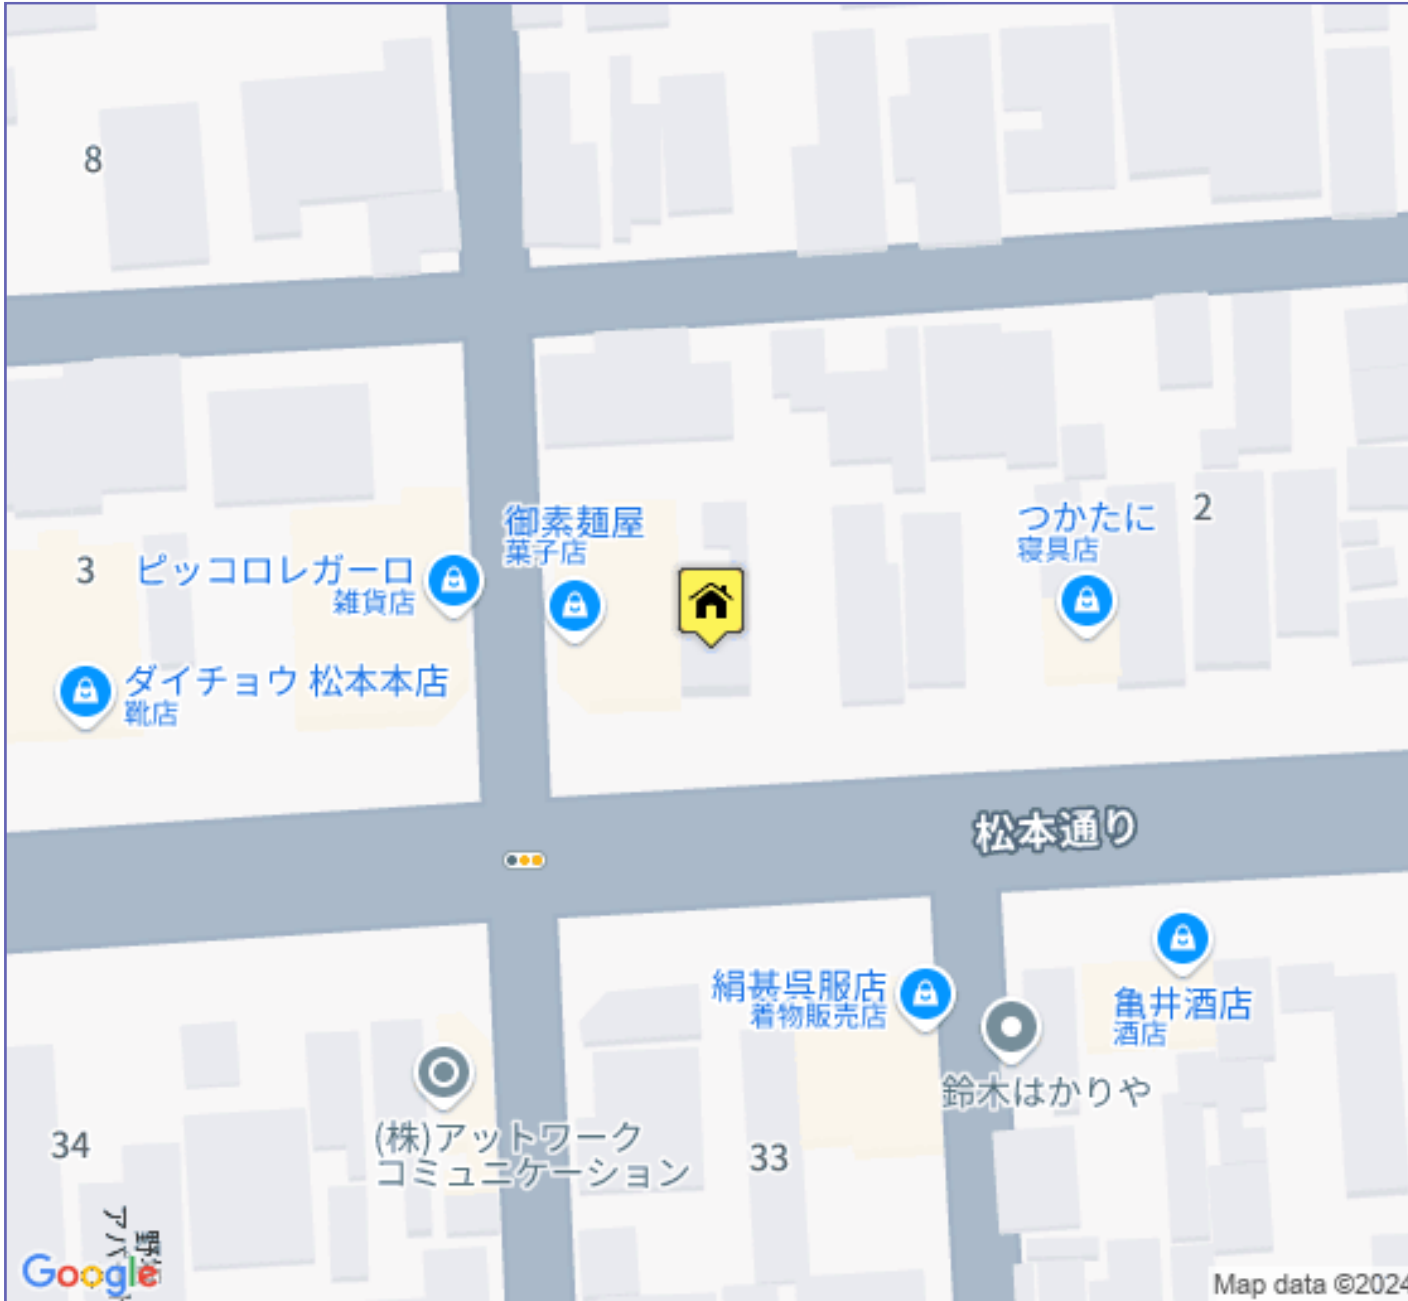 8
御素麺屋
菓子店
つかたに
寝具店
2
3
ピッコロレガーロ
雑貨店
ダイチョウ 松本本店
靴店
松本通り
絹甚呉服店
着物販売店
亀井酒店
酒店
鈴木はかりや
(株)アットワーク
コミュニケーション
34
33
Google
Map data ©2024